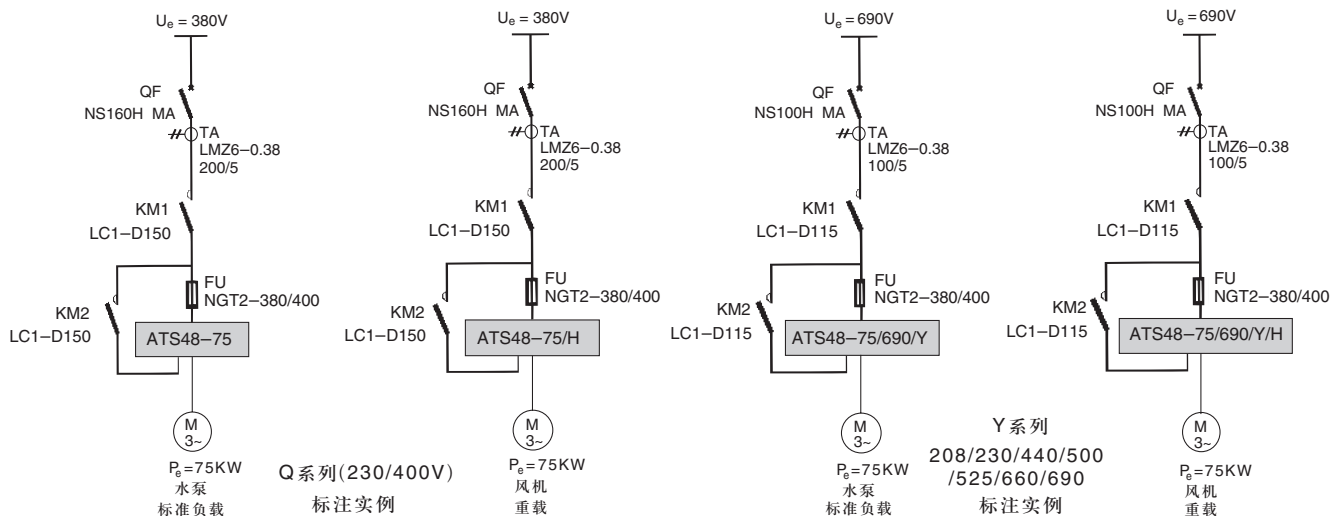 Ue = 380V
QF
NS160H MA
TA
LMZ6-0.38
200/5
KM1
LC1-D150
FU
NGT2-380/400
KM2
LC1-D150
ATS48-75
M
3~
Pe=75KW
水泵
标准负载
Ue = 380V
QF
NS160H MA
TA
LMZ6-0.38
200/5
KM1
LC1-D150
FU
NGT2-380/400
KM2
LC1-D150
ATS48-75/H
M
3~
Pe=75KW
风机
重载
Q系列(230/400V)
标注实例
Ue = 690V
QF
NS100H MA
TA
LMZ6-0.38
100/5
KM1
LC1-D115
FU
NGT2-380/400
KM2
LC1-D115
ATS48-75/690/Y
M
3~
Pe=75KW
水泵
标准负载
Ue = 690V
QF
NS100H MA
TA
LMZ6-0.38
100/5
KM1
LC1-D115
FU
NGT2-380/400
KM2
LC1-D115
ATS48-75/690/Y/H
M
3~
Pe=75KW
风机
重载
Y系列
208/230/440/500
/525/660/690
标注实例